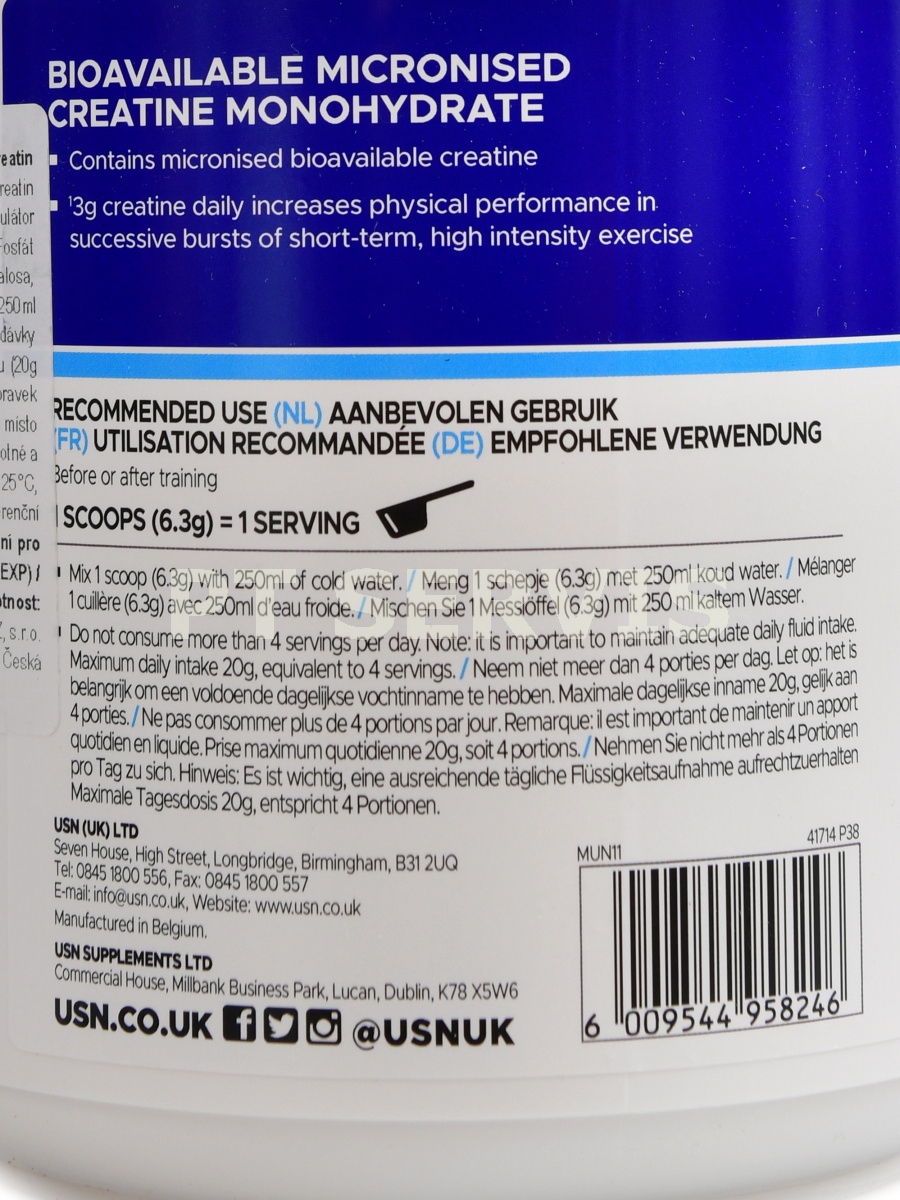 BIOAVAILABLE MICRONISED
CREATINE MONOHYDRATE
Contains micronised bioavailable creatine
¹3g creatine daily increases physical performance in
successive bursts of short-term, high intensity exercise
eatin
reatin
ulátor
osfát
alosa,
250ml
dávky
u (20g
ravek
místo
olné a
25°C,
renční
ní pro
EXP) /
otnost:
, s.r.o.
Česká
RECOMMENDED USE (NL) AANBEVOLEN GEBRUIK
(FR) UTILISATION RECOMMANDÉE (DE) EMPFOHLENE VERWENDUNG
Before or after training
1 SCOOPS (6.3g) = 1 SERVING
Mix 1 scoop (6.3g) with 250ml of cold water. / Meng 1 schepje (6.3g) met 250ml koud water. / Mélanger
1 cuillère (6.3g) avec 250ml d'eau froide. / Mischen Sie 1 Messlöffel (6.3g) mit 250 ml kaltem Wasser.
PT SERVIS
Do not consume more than 4 servings per day. Note: it is important to maintain adequate daily fluid intake.
Maximum daily intake 20g, equivalent to 4 servings. / Neem niet meer dan 4 porties per dag. Let op: het is
belangrijk om een voldoende dagelijkse vochtinname te hebben. Maximale dagelijkse inname 20g, gelijk aan
4 porties. / Ne pas consommer plus de 4 portions par jour. Remarque: il est important de maintenir un apport
quotidien en liquide. Prise maximum quotidienne 20g, soit 4 portions. / Nehmen Sie nicht mehr als 4 Portionen
pro Tag zu sich. Hinweis: Es ist wichtig, eine ausreichende tägliche Flüssigkeitsaufnahme aufrechtzuerhalten
Maximale Tagesdosis 20g, entspricht 4 Portionen.
USN (UK) LTD
Seven House, High Street, Longbridge, Birmingham, B31 2UQ
Tel: 0845 1800 556, Fax: 0845 1800 557
E-mail: info@usn.co.uk, Website: www.usn.co.uk
Manufactured in Belgium.
USN SUPPLEMENTS LTD
Commercial House, Millbank Business Park, Lucan, Dublin, K78 X5W6
USN.CO.UK @USNUK
MUN11 41714 P38
6 009544 958246